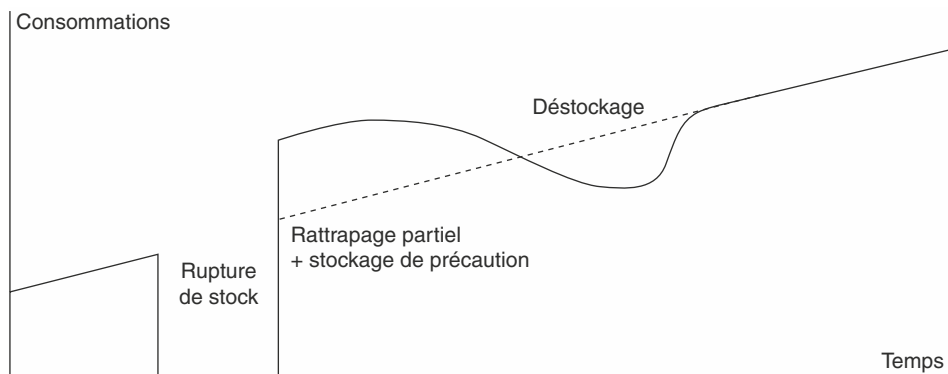 Consommations
Déstockage
Rattrapage partiel
+ stockage de précaution
Rupture
de stock
Temps